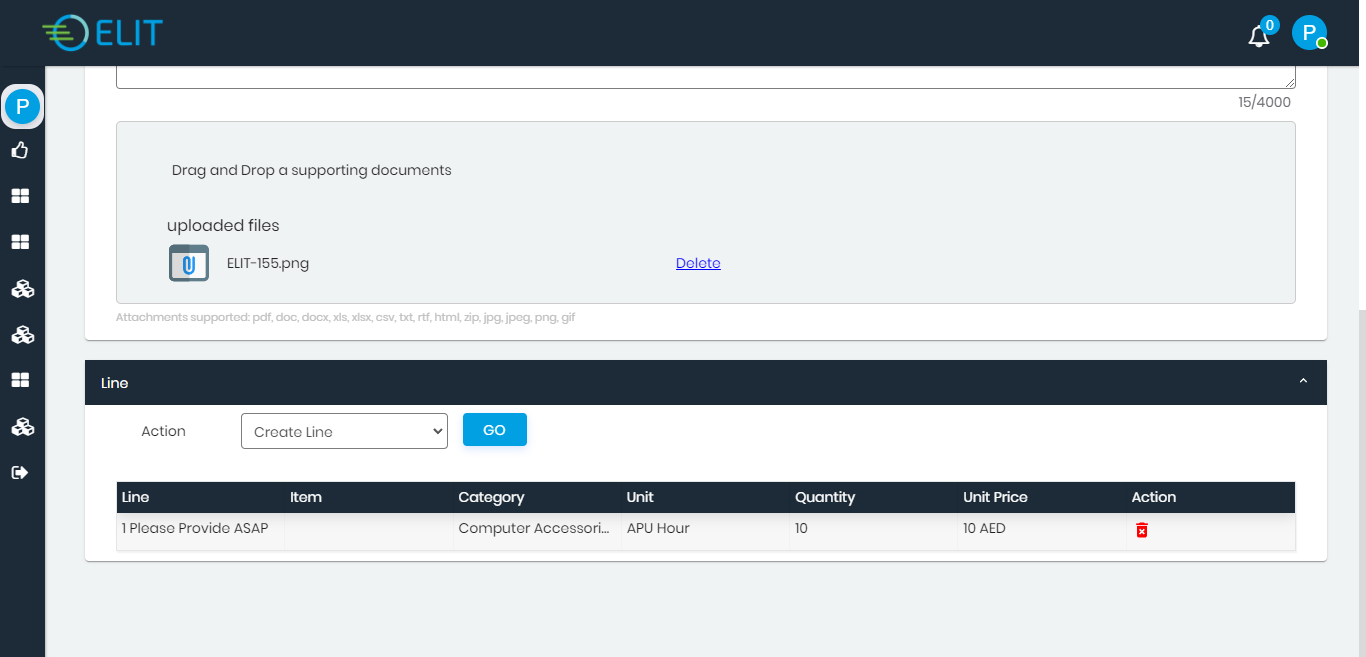 ELIT
0
P
P
15/4000
Drag and Drop a supporting documents
uploaded files
ELIT-155.png Delete
Attachments supported: pdf, doc, docx, xls, xlsx, csv, txt, rtf, html, zip, jpg, jpeg, png, gif
Line
Action Create Line GO
Line Item Category Unit Quantity Unit Price Action
1 Please Provide ASAP Computer Accessori... APU Hour 10 10 AED